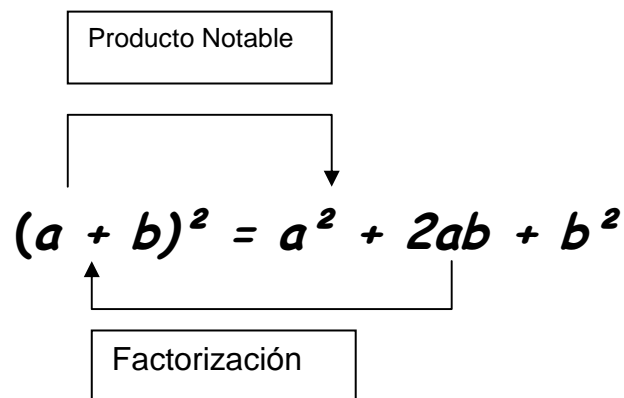 Producto Notable
(a + b)² = a² + 2ab + b²
Factorización